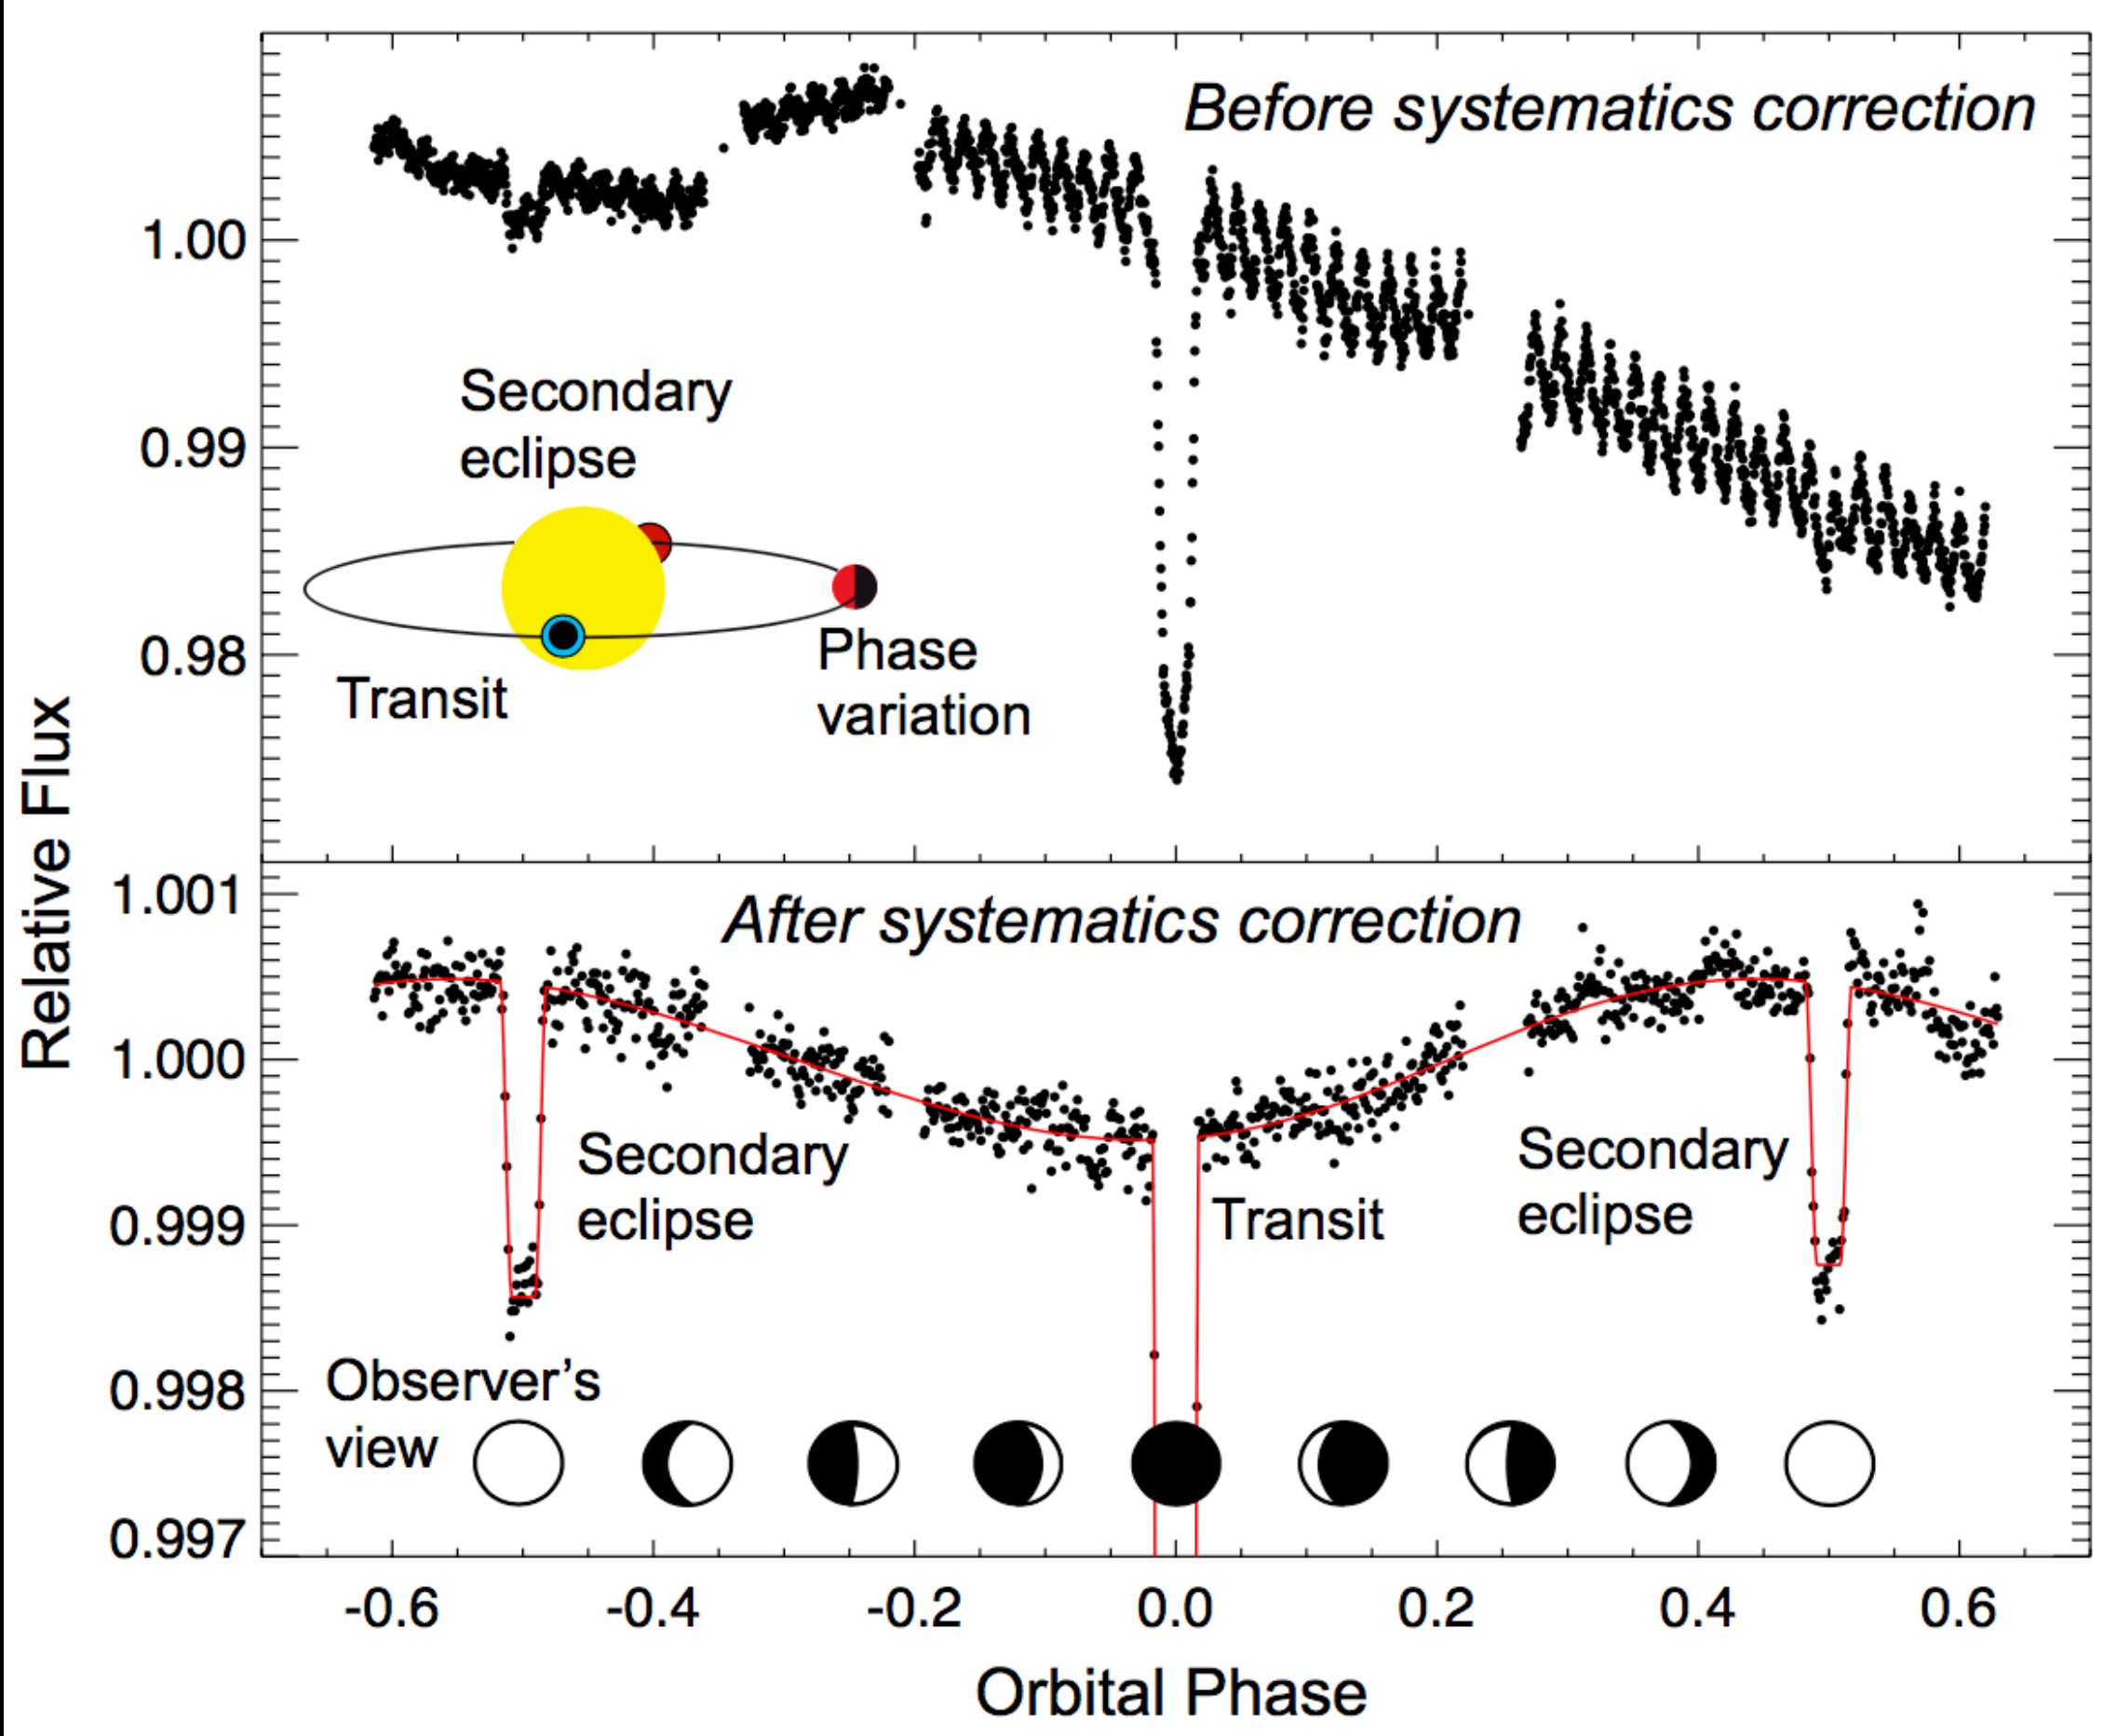 Before systematics correction
1.00
0.99
0.98
Secondary
eclipse
Transit
Phase
variation
Relative Flux
After systematics correction
1.001
1.000
0.999
0.998
0.997
Secondary
eclipse
Transit
Secondary
eclipse
Observer’s
view
-0.6 -0.4 -0.2 0.0 0.2 0.4 0.6
Orbital Phase